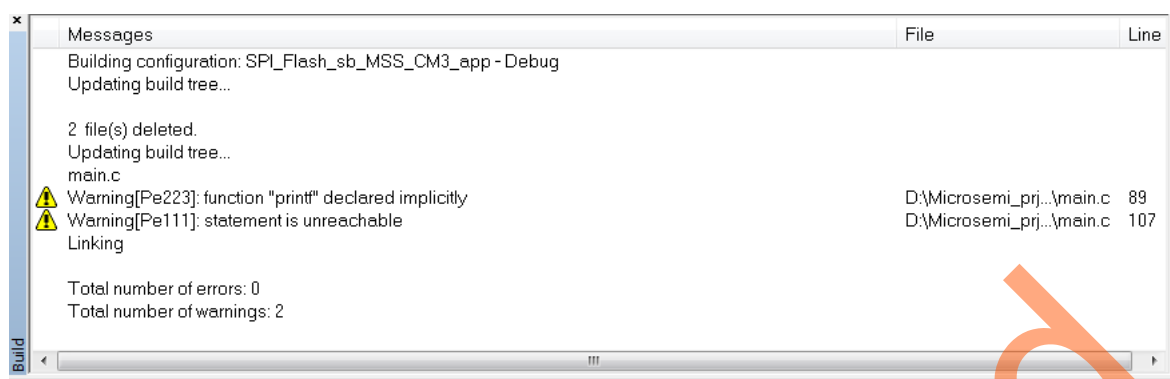 Messages File Line
Building configuration: SPI_Flash_sb_MSS_CM3_app - Debug
Updating build tree...
2 file(s) deleted.
Updating build tree...
main.c
Warning[Pe223]: function "printf" declared implicitly D:\Microsemi_prj...\main.c 89
Warning[Pe111]: statement is unreachable D:\Microsemi_prj...\main.c 107
Linking
Total number of errors: 0
Total number of warnings: 2
Build